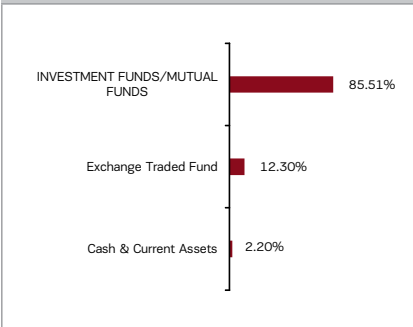 INVESTMENT FUNDS/MUTUAL
FUNDS
85.51%
Exchange Traded Fund
12.30%
Cash & Current Assets
2.20%